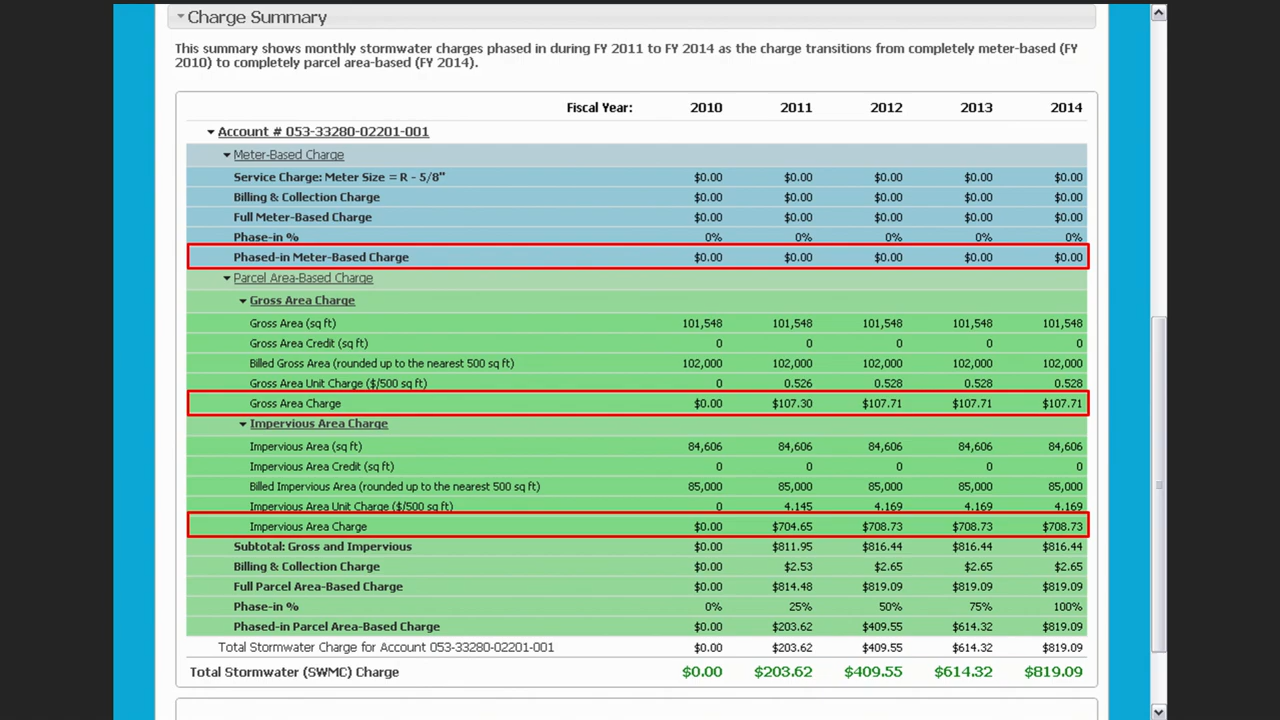 Charge Summary
This summary shows monthly stormwater charges phased in during FY 2011 to FY 2014 as the charge transitions from completely meter-based (FY
2010) to completely parcel area-based (FY 2014).
Fiscal Year: 2010 2011 2012 2013 2014
Account # 053-33280-02201-001
Meter-Based Charge
Service Charge: Meter Size = R - 5/8" $0.00 $0.00 $0.00 $0.00 $0.00
Billing & Collection Charge $0.00 $0.00 $0.00 $0.00 $0.00
Full Meter-Based Charge $0.00 $0.00 $0.00 $0.00 $0.00
Phase-in % 0% 0% 0% 0% 0%
Phased-in Meter-Based Charge $0.00 $0.00 $0.00 $0.00 $0.00
Parcel Area-Based Charge
Gross Area Charge
Gross Area (sq ft) 101,548 101,548 101,548 101,548 101,548
Gross Area Credit (sq ft) 0 0 0 0 0
Billed Gross Area (rounded up to the nearest 500 sq ft) 102,000 102,000 102,000 102,000 102,000
Gross Area Unit Charge ($/500 sq ft) 0 0.526 0.528 0.528 0.528
Gross Area Charge $0.00 $107.30 $107.71 $107.71 $107.71
Impervious Area Charge
Impervious Area (sq ft) 84,606 84,606 84,606 84,606 84,606
Impervious Area Credit (sq ft) 0 0 0 0 0
Billed Impervious Area (rounded up to the nearest 500 sq ft) 85,000 85,000 85,000 85,000 85,000
Impervious Area Unit Charge ($/500 sq ft) 0 4.145 4.169 4.169 4.169
Impervious Area Charge $0.00 $704.65 $708.73 $708.73 $708.73
Subtotal: Gross and Impervious $0.00 $811.95 $816.44 $816.44 $816.44
Billing & Collection Charge $0.00 $2.53 $2.65 $2.65 $2.65
Full Parcel Area-Based Charge $0.00 $814.48 $819.09 $819.09 $819.09
Phase-in % 0% 25% 50% 75% 100%
Phased-in Parcel Area-Based Charge $0.00 $203.62 $409.55 $614.32 $819.09
Total Stormwater Charge for Account 053-33280-02201-001 $0.00 $203.62 $409.55 $614.32 $819.09
Total Stormwater (SWMC) Charge $0.00 $203.62 $409.55 $614.32 $819.09